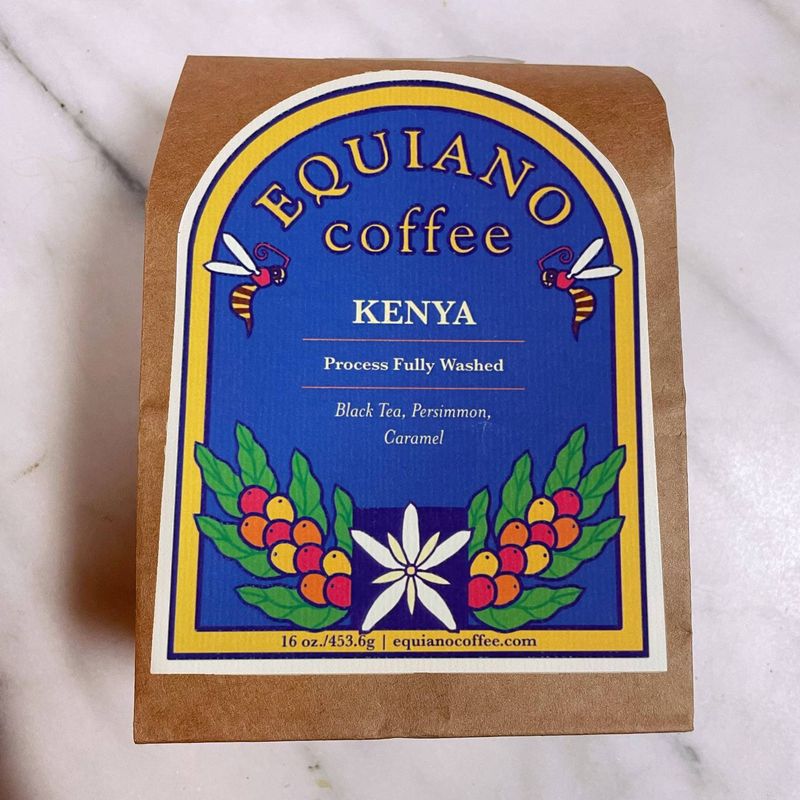 EQUIANO
coffee
KENYA
Process Fully Washed
Black Tea, Persimmon,
Caramel
16 oz./453.6g | equianocoffee.com